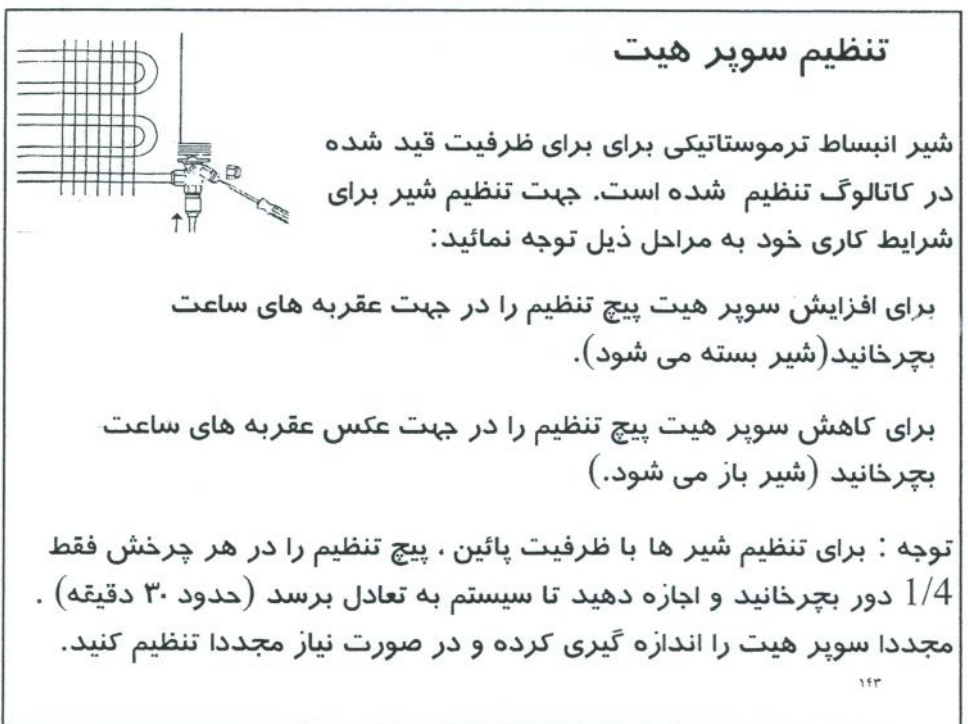 تنظیم سوپر هیت
شیر انبساط ترموستاتیکی برای برای ظرفیت قید شده
در کاتالوگ تنظیم شده است. جهت تنظیم شیر برای
شرایط کاری خود به مراحل ذیل توجه نمائید:
برای افزایش سوپر هیت پیچ تنظیم را در جهت عقربه های ساعت
بچرخانید(شیر بسته می شود).
برای کاهش سوپر هیت پیچ تنظیم را در جهت عکس عقربه های ساعت
بچرخانید (شیر باز می شود.)
توجه : برای تنظیم شیر ها با ظرفیت پائین ، پیچ تنظیم را در هر چرخش فقط
1/4 دور بچرخانید و اجازه دهید تا سیستم به تعادل برسد (حدود ۳۰ دقیقه) .
مجددا سوپر هیت را اندازه گیری کرده و در صورت نیاز مجددا تنظیم کنید.
۱۴۳